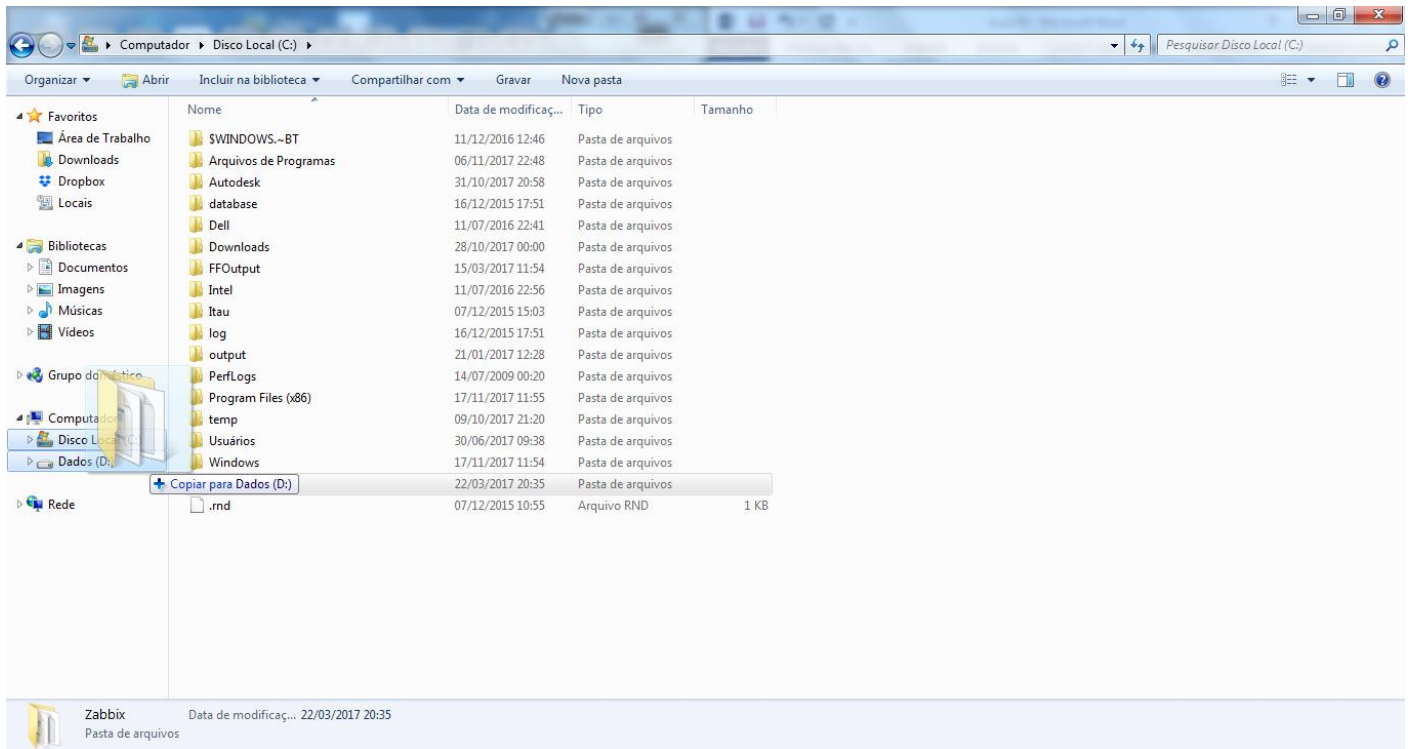 Computador ▸ Disco Local (C:) ▸
Pesquisar Disco Local (C:)
Organizar Abrir Incluir na biblioteca Compartilhar com Gravar Nova pasta
Favoritos
Área de Trabalho
Downloads
Dropbox
Locais
Bibliotecas
Documentos
Imagens
Músicas
Vídeos
Grupo doméstico
Computador
Disco Local (C:)
Dados (D:)
Rede
Nome Data de modificaç... Tipo Tamanho
$WINDOWS.~BT 11/12/2016 12:46 Pasta de arquivos
Arquivos de Programas 06/11/2017 22:48 Pasta de arquivos
Autodesk 31/10/2017 20:58 Pasta de arquivos
database 16/12/2015 17:51 Pasta de arquivos
Dell 11/07/2016 22:41 Pasta de arquivos
Downloads 28/10/2017 00:00 Pasta de arquivos
FFOutput 15/03/2017 11:54 Pasta de arquivos
Intel 11/07/2016 22:56 Pasta de arquivos
Itau 07/12/2015 15:03 Pasta de arquivos
log 16/12/2015 17:51 Pasta de arquivos
output 21/01/2017 12:28 Pasta de arquivos
PerfLogs 14/07/2009 00:20 Pasta de arquivos
Program Files (x86) 17/11/2017 11:55 Pasta de arquivos
temp 09/10/2017 21:20 Pasta de arquivos
Usuários 30/06/2017 09:38 Pasta de arquivos
Windows 17/11/2017 11:54 Pasta de arquivos
Copiar para Dados (D:) 22/03/2017 20:35 Pasta de arquivos
.rnd 07/12/2015 10:55 Arquivo RND 1 KB
Zabbix Data de modificaç... 22/03/2017 20:35
Pasta de arquivos